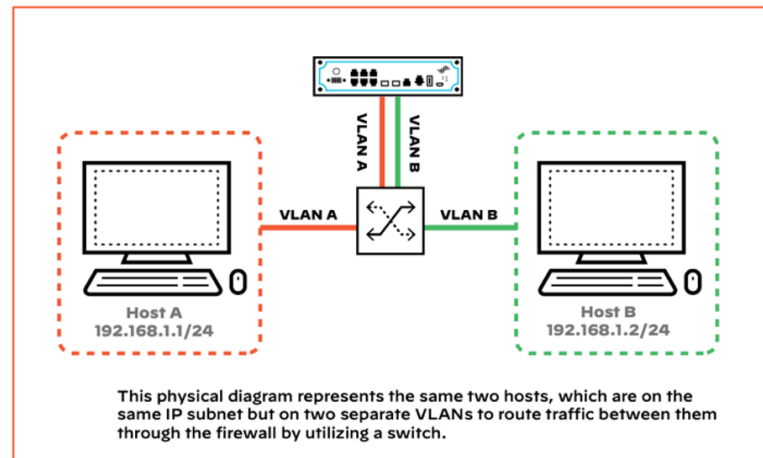 VLAN A
VLAN B
VLAN A
VLAN B
Host A
192.168.1.1/24
Host B
192.168.1.2/24
This physical diagram represents the same two hosts, which are on the
same IP subnet but on two separate VLANs to route traffic between them
through the firewall by utilizing a switch.